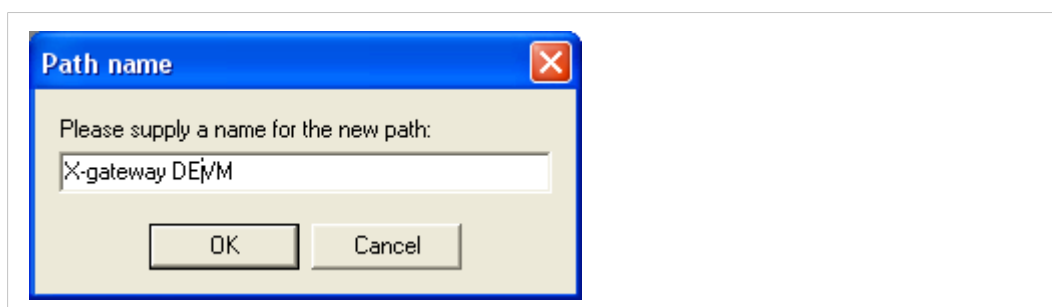 Path name
Please supply a name for the new path:
X-gateway DEVM
OK
Cancel